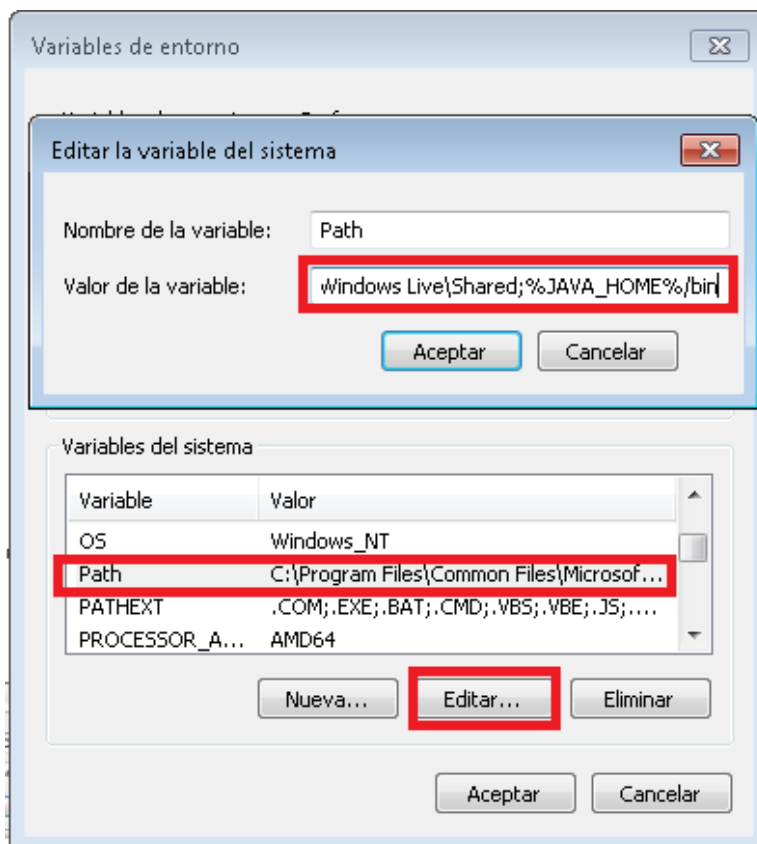 Variables de entorno
Editar la variable del sistema
Nombre de la variable: Path
Valor de la variable: Windows Live\Shared;%JAVA_HOME%/bin
Aceptar Cancelar
Variables del sistema
Variable Valor
OS Windows_NT
Path C:\Program Files\Common Files\Microsof...
PATHEXT .COM;.EXE;.BAT;.CMD;.VBS;.VBE;.JS;....
PROCESSOR_A... AMD64
Nueva... Editar... Eliminar
Aceptar Cancelar